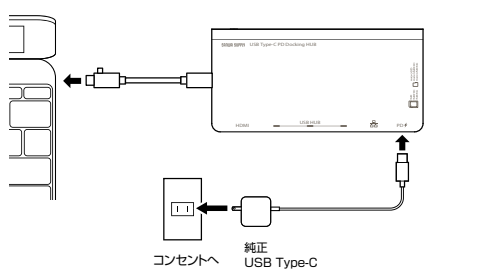 SANWA SUPPLY USB Type-C PD Docking HUB
HDMI
USB HUB
PD
コンセントへ
純正
USB Type-C